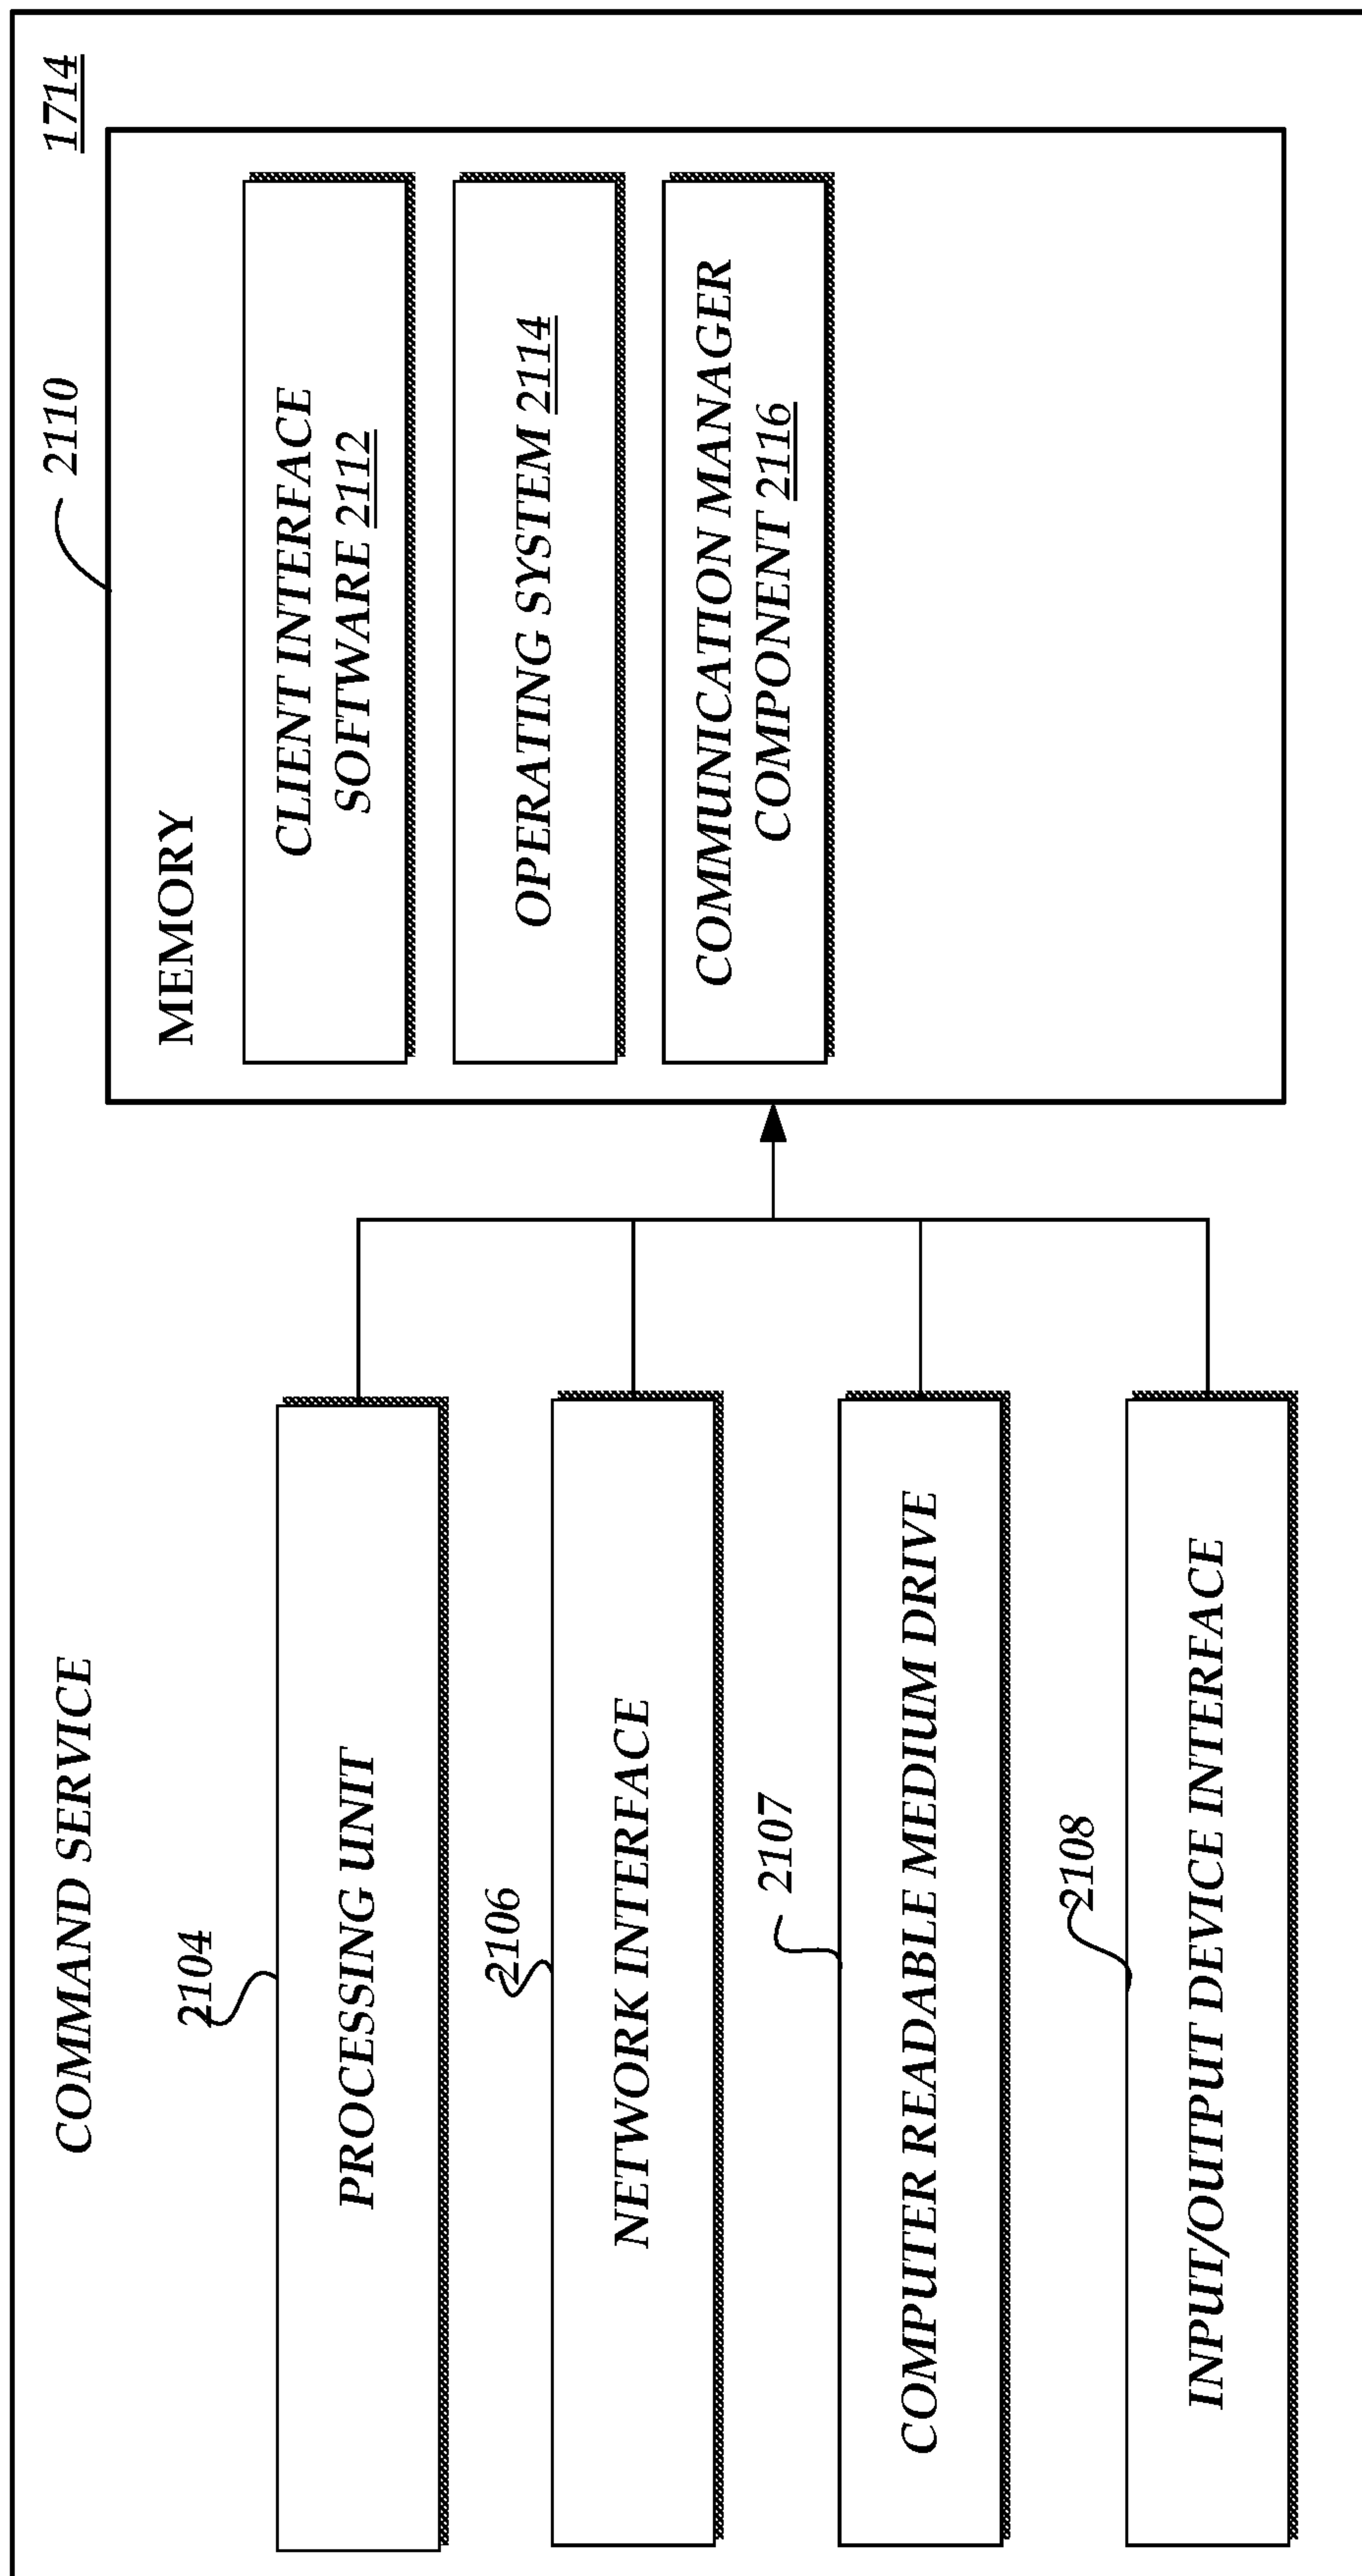 COMMAND SERVICE
1714
2104
PROCESSING UNIT
2106
NETWORK INTERFACE
2107
COMPUTER READABLE MEDIUM DRIVE
2108
INPUT/OUTPUT DEVICE INTERFACE
2110
MEMORY
CLIENT INTERFACE
SOFTWARE 2112
OPERATING SYSTEM 2114
COMMUNICATION MANAGER
COMPONENT 2116